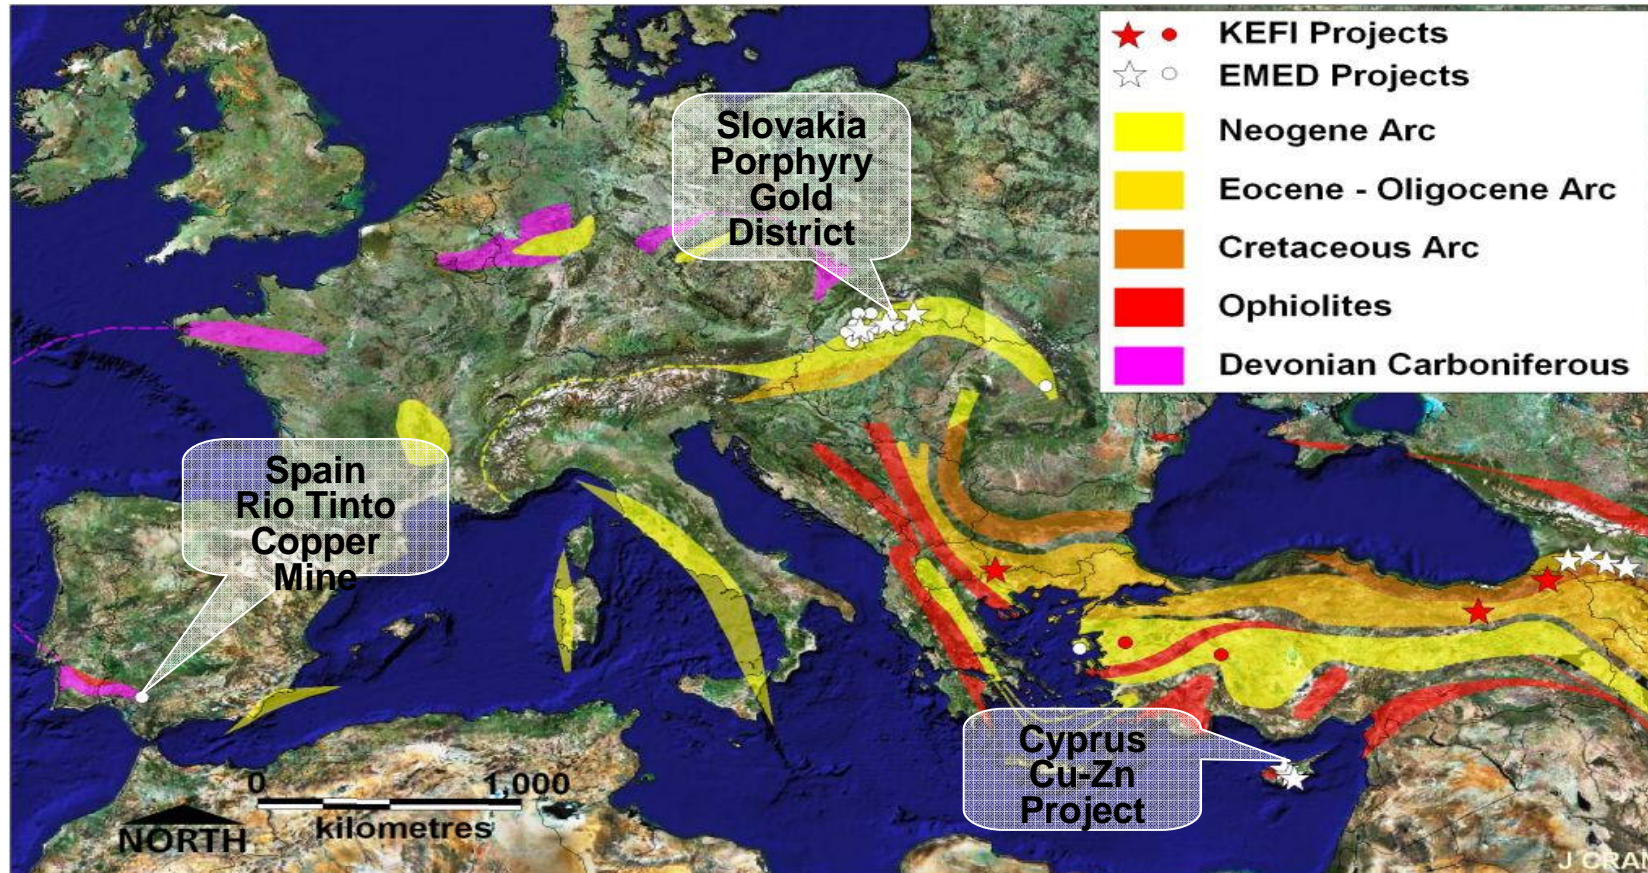 KEFI Projects
EMED Projects
Neogene Arc
Eocene - Oligocene Arc
Cretaceous Arc
Ophiolites
Devonian Carboniferous
Slovakia
Porphyry
Gold
District
Spain
Rio Tinto
Copper
Mine
Cyprus
Cu-Zn
Project
0 1,000
kilometres
NORTH
J CRAN